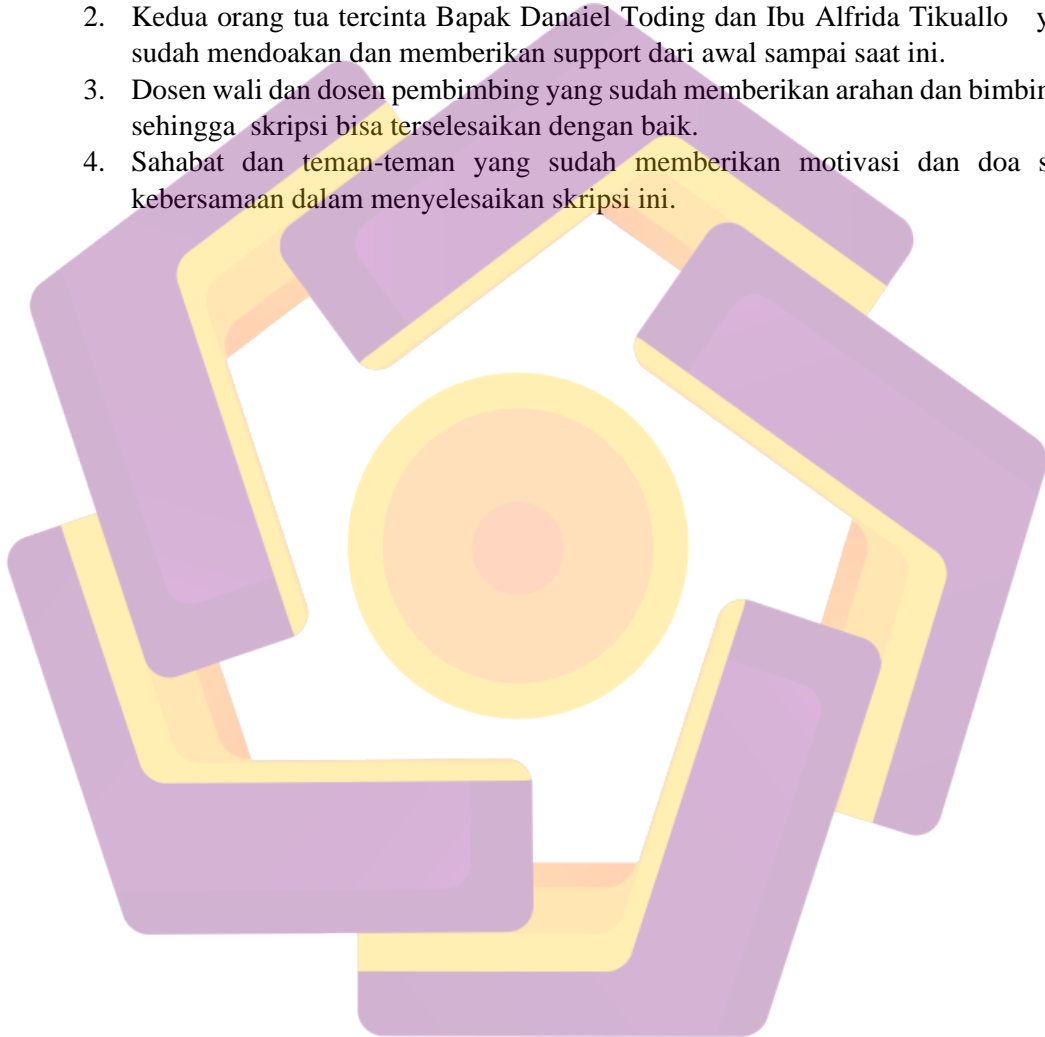 2. Kedua orang tua tercinta Bapak Danaiel Toding dan Ibu Alfrida Tikuallo
sudah mendoakan dan memberikan support dari awal sampai saat ini.
3. Dosen wali dan dosen pembimbing yang sudah memberikan arahan dan
sehingga skripsi bisa terselesaikan dengan baik.
4. Sahabat dan teman-teman yang sudah memberikan motivasi dan doa
kebersamaan dalam menyelesaikan skripsi ini.